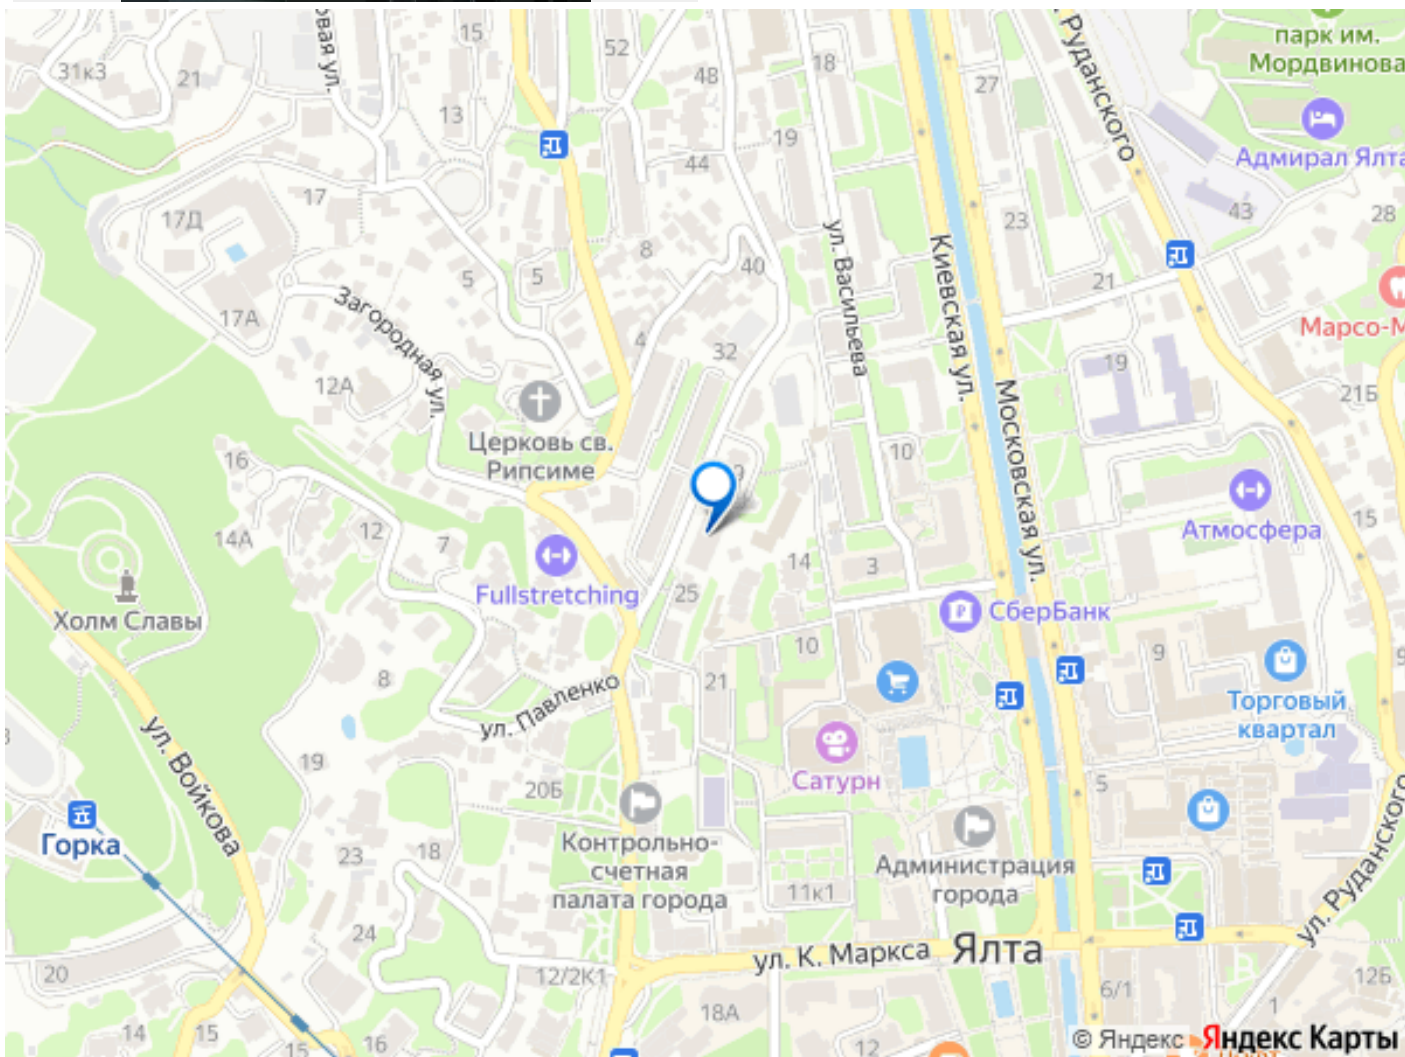 овая ул.
15
52
31к3
21
48
18
27
ул. Руданского
парк им.
Мордвинова
13
19
44
Адмирал Ялта
17
17Д
23
43
28
8
5
5
40
ул. Васильева
Киевская ул.
21
17А
Загородная ул.
4
32
Марсо-М
19
12А
21Б
Московская ул.
Церковь св.
Рипсиме
10
16
9
14А
12
7
Атмосфера
15
Fullstretching
14
3
25
Холм Славы
СберБанк
10
9
8
21
ул. Павленко
Торговый
квартал
ул. Войкова
19
Сатурн
20Б
5
Горка
Контрольно-
счетная
палата города
23
18
Администрация
города
11к1
ул. Руданского
24
ул. К. Маркса
Ялта
20
12/2К1
12Б
6/1
18А
1
14
15
15
16
12
© Яндекс
Яндекс Карты